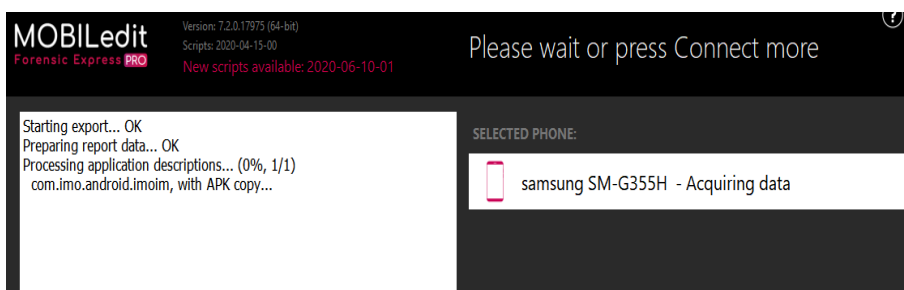 MOBILedit
Forensic Express PRO
Version: 7.2.0.17975 (64-bit)
Scripts: 2020-04-15-00
New scripts available: 2020-06-10-01
Please wait or press Connect more
?
Starting export... OK
Preparing report data... OK
Processing application descriptions... (0%, 1/1)
com.imo.android.imoim, with APK copy...
SELECTED PHONE:
samsung SM-G355H - Acquiring data